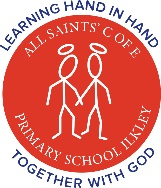 LEARNING HAND IN HAND
ALL SAINTS' C OF E
PRIMARY SCHOOL ILKLEY
TOGETHER WITH GOD